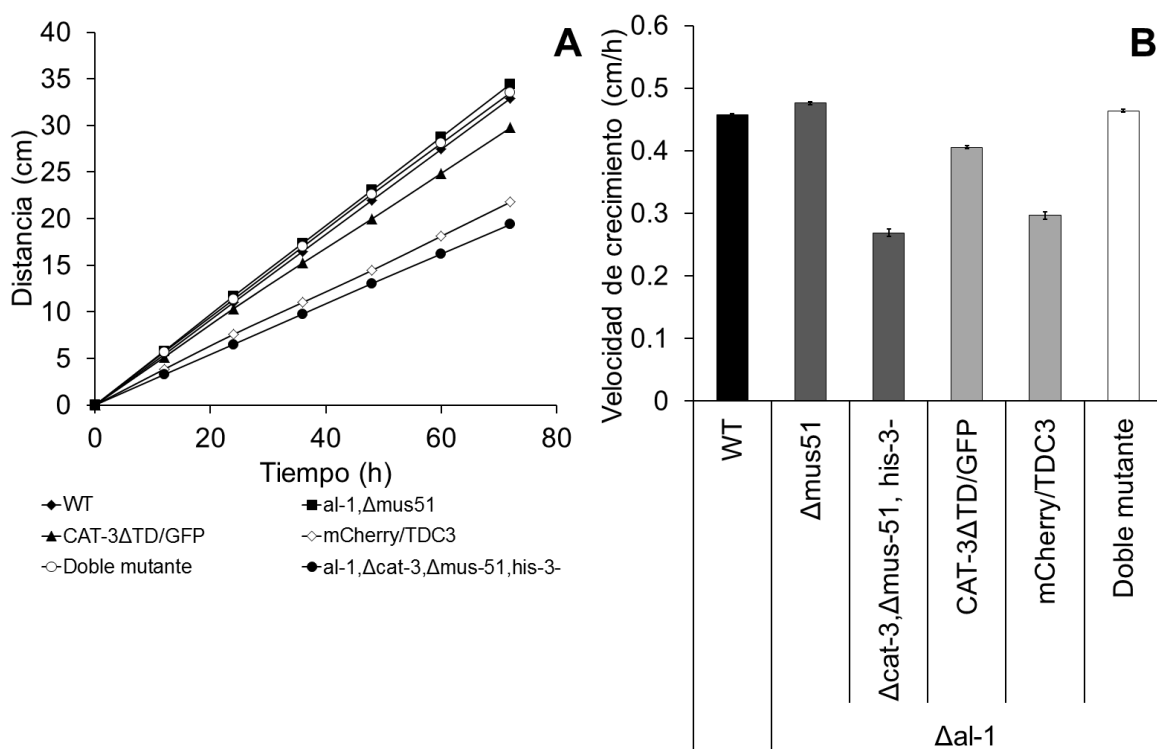 A
Distancia (cm)
40
35
30
25
20
15
10
5
0
0 20 40 60 80
Tiempo (h)
WT al-1,Δmus51
CAT-3ΔTD/GFP mCherry/TDC3
Doble mutante al-1,Δcat-3,Δmus-51,his-3-
B
Velocidad de crecimiento (cm/h)
0.6
0.5
0.4
0.3
0.2
0.1
0
WT
Δmus51
Δcat-3,Δmus-51, his-3-
CAT-3ΔTD/GFP
mCherry/TDC3
Doble mutante
Δal-1